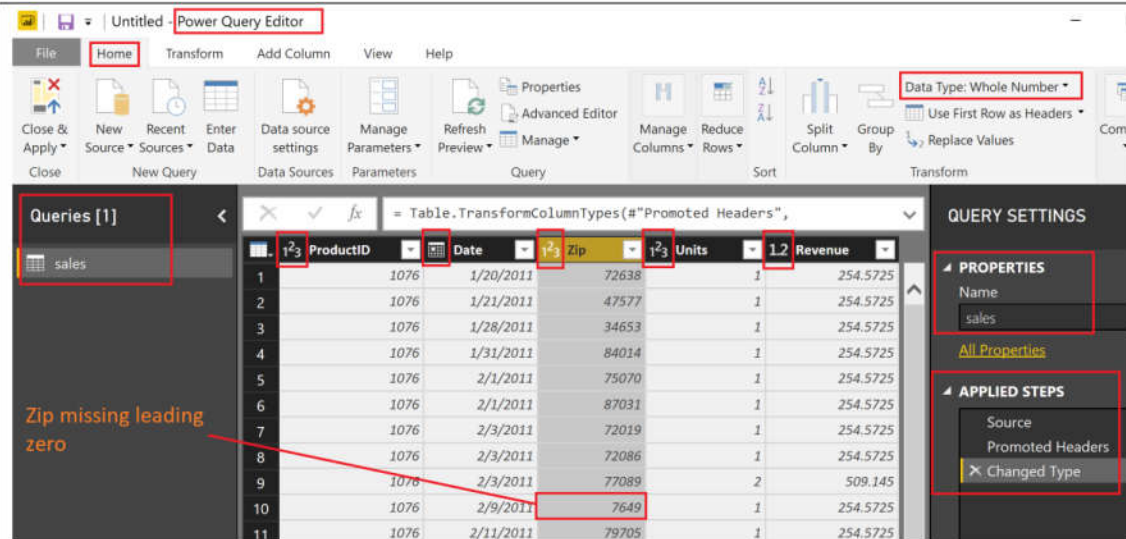 Untitled - Power Query Editor
File Home Transform Add Column View Help
Close & Apply
New Source
Recent Sources
Enter Data
Data source settings
Manage Parameters
Refresh Preview
Properties
Advanced Editor
Manage
Manage Columns
Reduce Rows
Split Column
Group By
Data Type: Whole Number
Use First Row as Headers
Replace Values
Close New Query Data Sources Parameters Query Sort Transform
Queries [1]
sales
fx = Table.TransformColumnTypes(#"Promoted Headers",
123 ProductID Date 123 Zip 123 Units 1.2 Revenue
1 1076 1/20/2011 72638 1 254.5725
2 1076 1/21/2011 47577 1 254.5725
3 1076 1/28/2011 34653 1 254.5725
4 1076 1/31/2011 84014 1 254.5725
5 1076 2/1/2011 75070 1 254.5725
6 1076 2/1/2011 87031 1 254.5725
7 1076 2/3/2011 72019 1 254.5725
8 1076 2/3/2011 72086 1 254.5725
9 1076 2/3/2011 77089 2 509.145
10 1076 2/9/2011 7649 1 254.5725
11 1076 2/11/2011 79705 1 254.5725
Zip missing leading
zero
QUERY SETTINGS
PROPERTIES
Name
sales
All Properties
APPLIED STEPS
Source
Promoted Headers
Changed Type